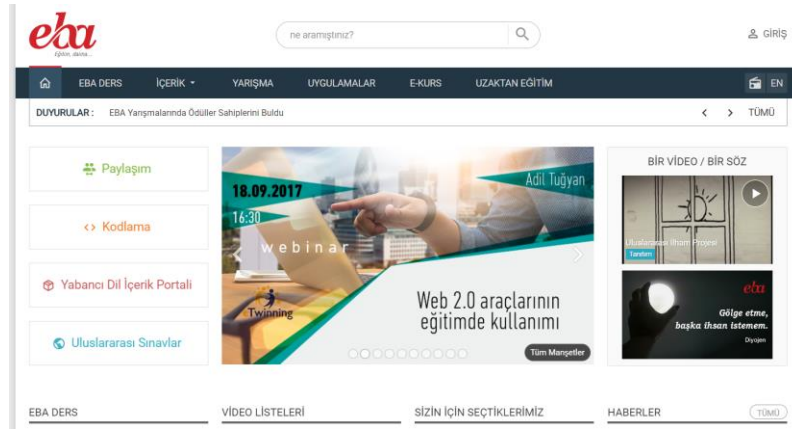 eba
Eğitim, daima...
ne aramıştınız?
GİRİŞ
EBA DERS
İÇERİK
YARIŞMA
UYGULAMALAR
E-KURS
UZAKTAN EĞİTİM
EN
DUYURULAR : EBA Yarışmalarında Ödüller Sahiplerini Buldu
TÜMÜ
Paylaşım
Kodlama
Yabancı Dil İçerik Portali
Uluslararası Sınavlar
18.09.2017
16:30
webinar
Adil Tuğyan
eTwinning
Web 2.0 araçlarının
eğitimde kullanımı
Tüm Manşetler
BİR VİDEO / BİR SÖZ
Uluslararası İlham Projesi
Tanıtım
eba
Gölge etme,
başka ihsan istemem.
Diyojen
EBA DERS
VİDEO LİSTELERİ
SİZİN İÇİN SEÇTİKLERİMİZ
HABERLER
TÜMÜ